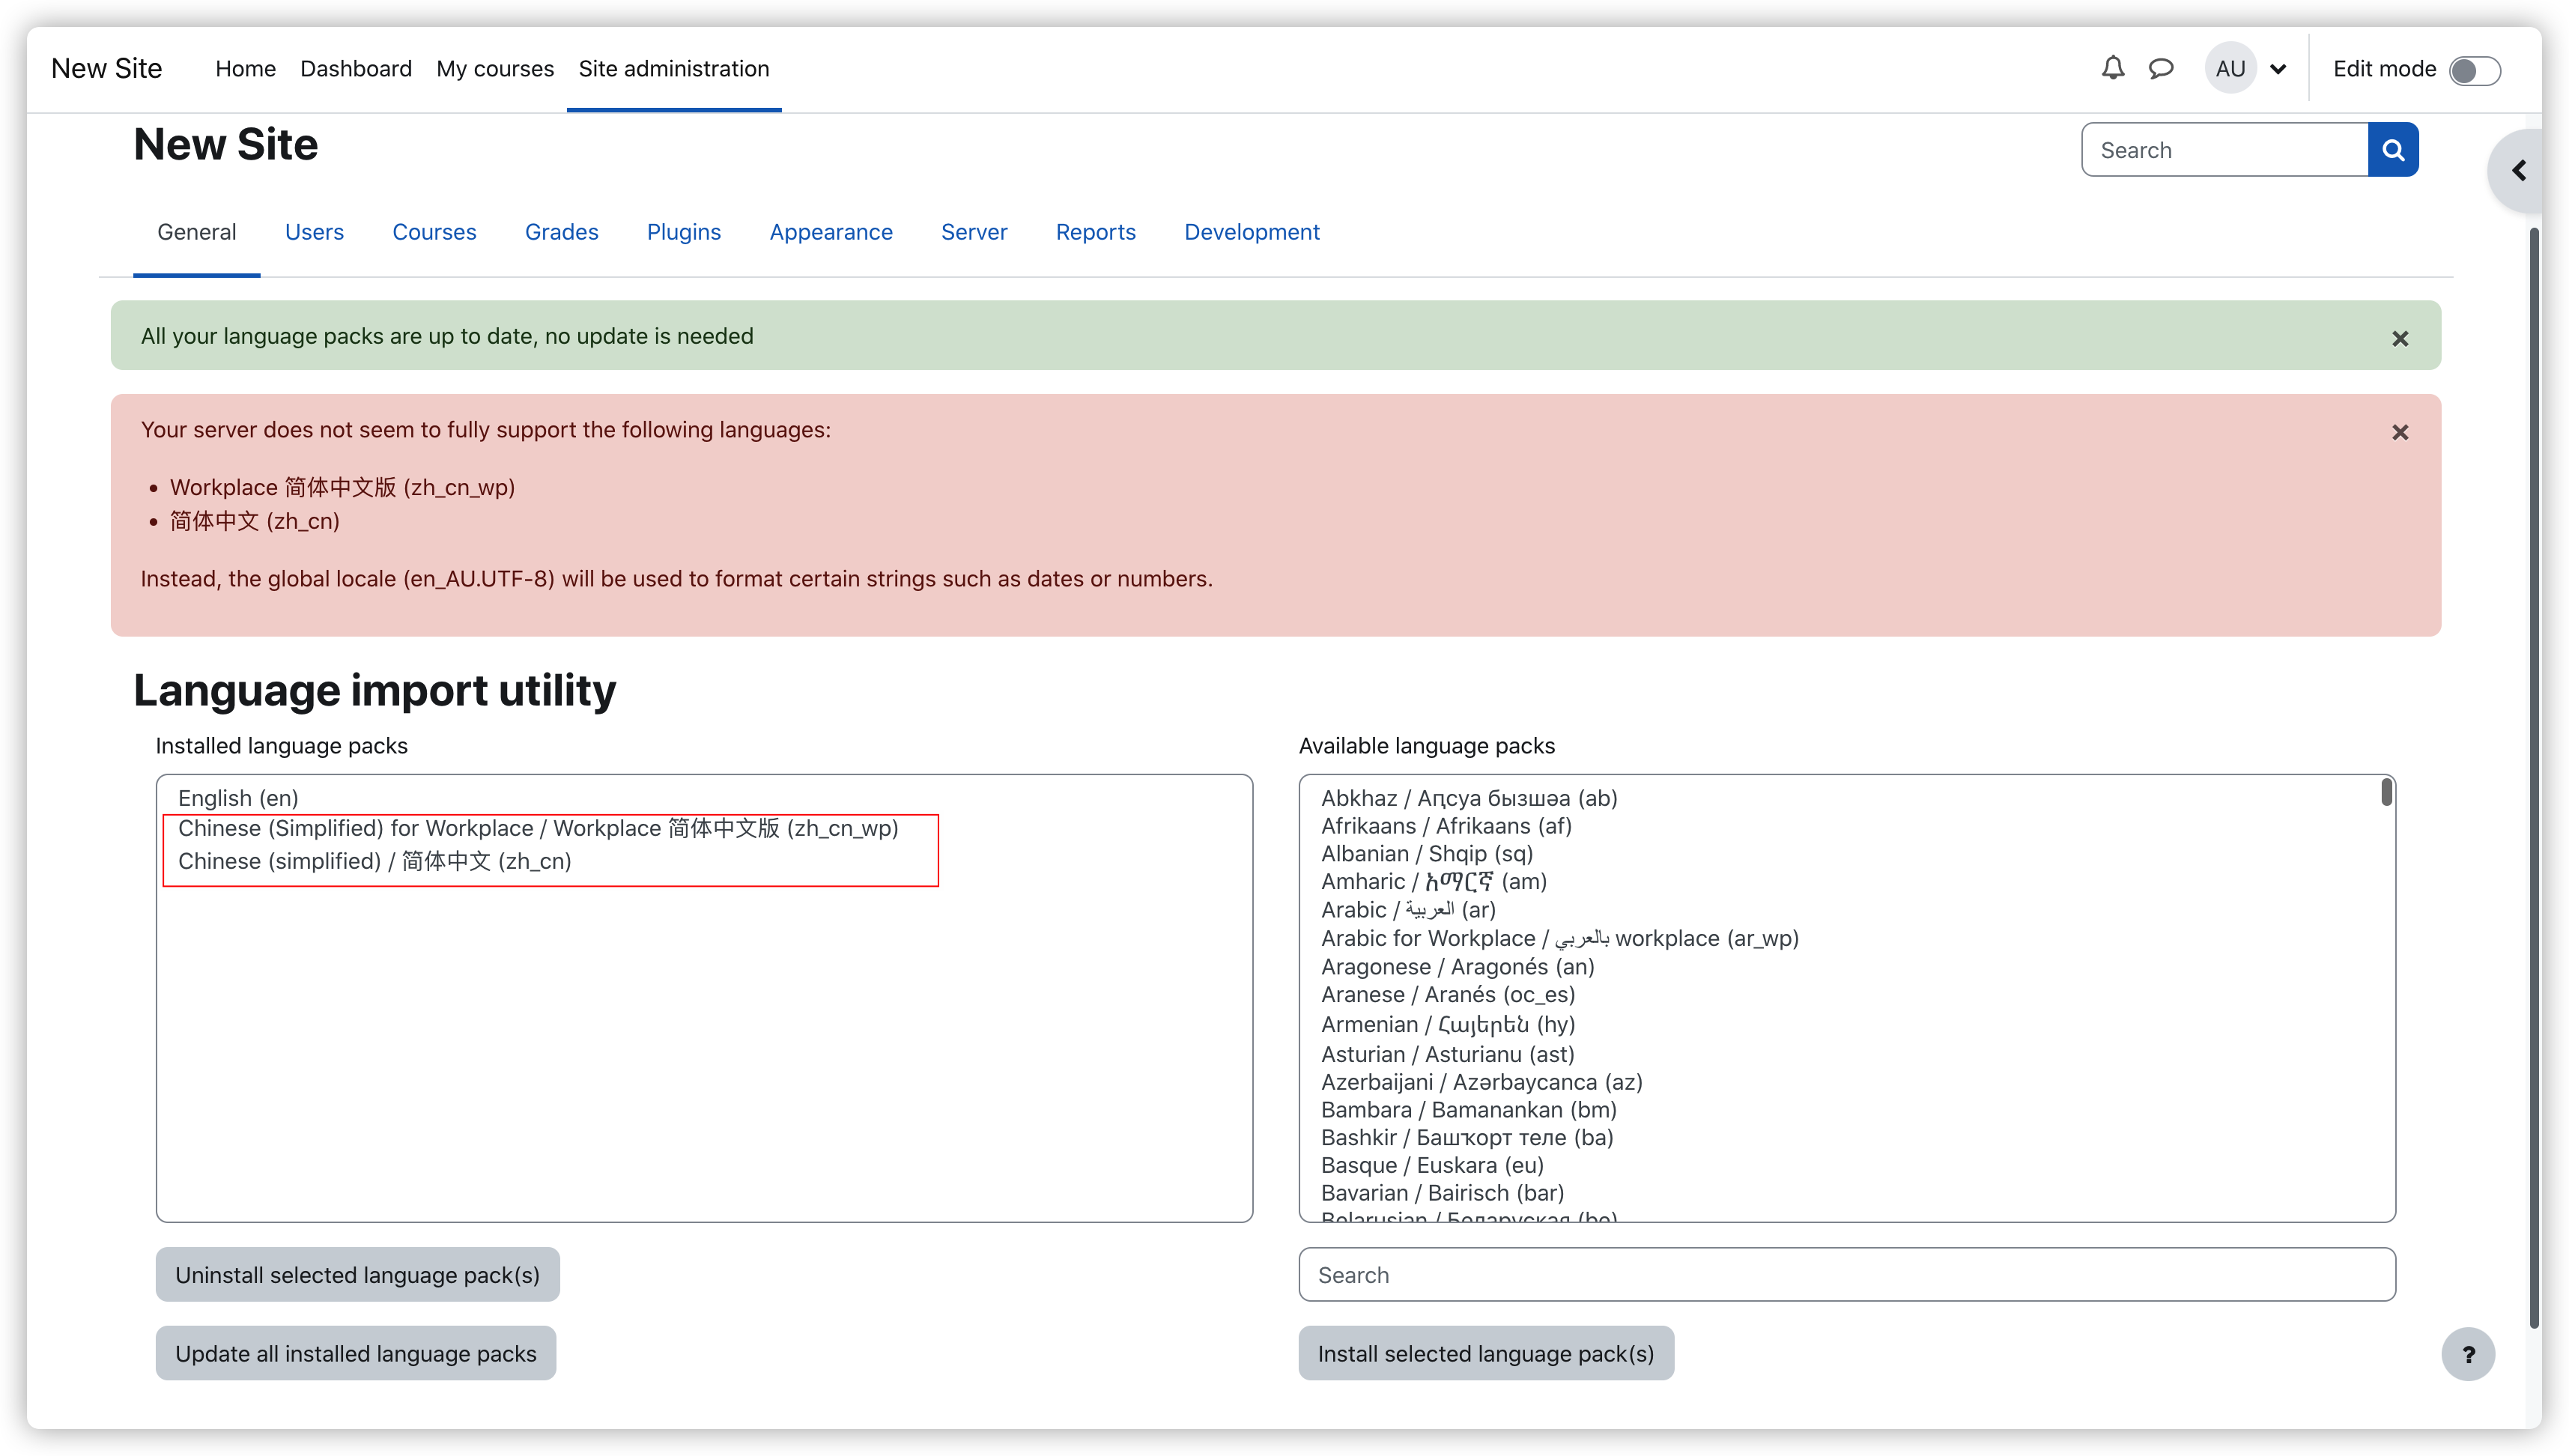 New Site Home Dashboard My courses Site administration AU Edit mode
New Site
Search
General Users Courses Grades Plugins Appearance Server Reports Development
All your language packs are up to date, no update is needed
Your server does not seem to fully support the following languages:
Workplace 简体中文版 (zh_cn_wp)
简体中文 (zh_cn)
Instead, the global locale (en_AU.UTF-8) will be used to format certain strings such as dates or numbers.
Language import utility
Installed language packs
English (en)
Chinese (Simplified) for Workplace / Workplace 简体中文版 (zh_cn_wp)
Chinese (simplified) / 简体中文 (zh_cn)
Uninstall selected language pack(s)
Update all installed language packs
Available language packs
Abkhaz / Аԥсуа бызшәа (ab)
Afrikaans / Afrikaans (af)
Albanian / Shqip (sq)
Amharic / አማርኛ (am)
Arabic / العربية (ar)
Arabic for Workplace / بالعربي workplace (ar_wp)
Aragonese / Aragonés (an)
Aranese / Aranés (oc_es)
Armenian / Հայերեն (hy)
Asturian / Asturianu (ast)
Azerbaijani / Azərbaycanca (az)
Bambara / Bamanankan (bm)
Bashkir / Башҡорт теле (ba)
Basque / Euskara (eu)
Bavarian / Bairisch (bar)
Belarusian / Беларуская (be)
Search
Install selected language pack(s)
?